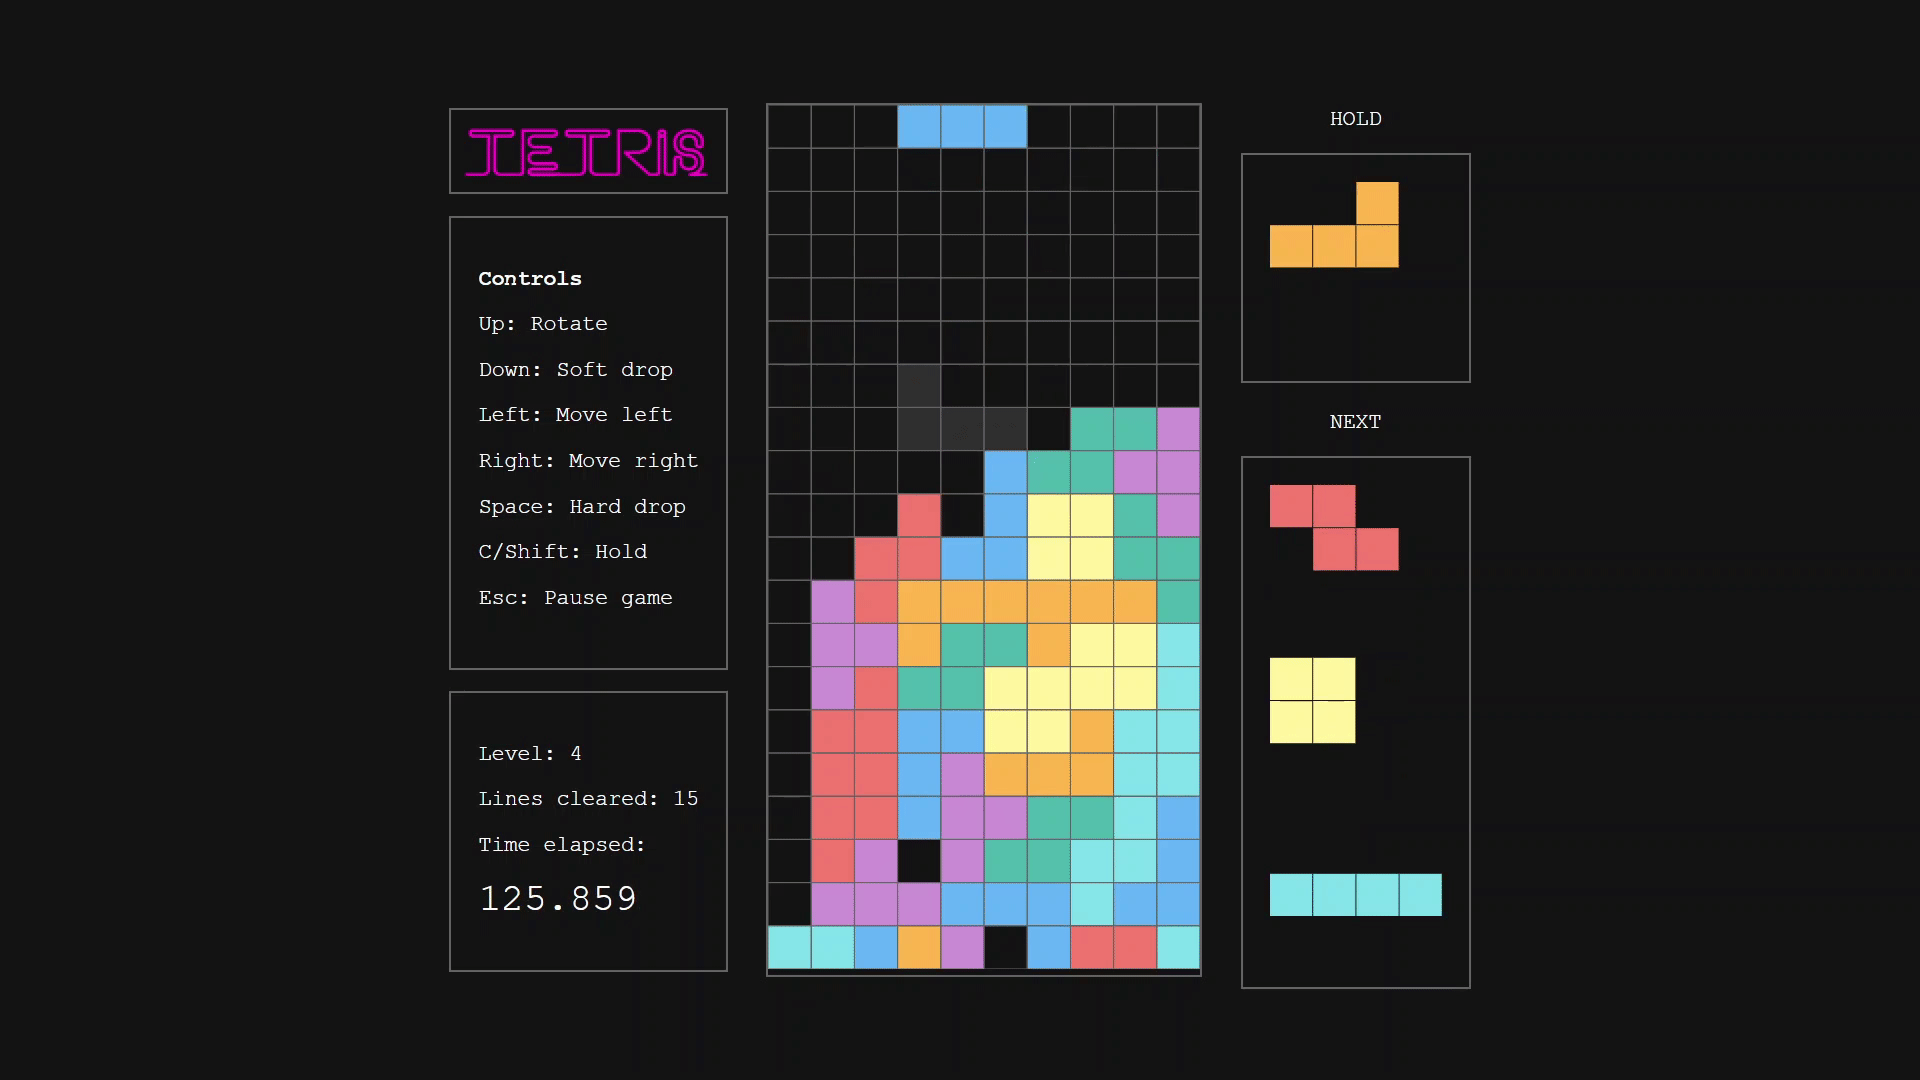 TETRIS
Controls
Up: Rotate
Down: Soft drop
Left: Move left
Right: Move right
Space: Hard drop
C/Shift: Hold
Esc: Pause game
Level: 4
Lines cleared: 15
Time elapsed:
125.859
HOLD
NEXT